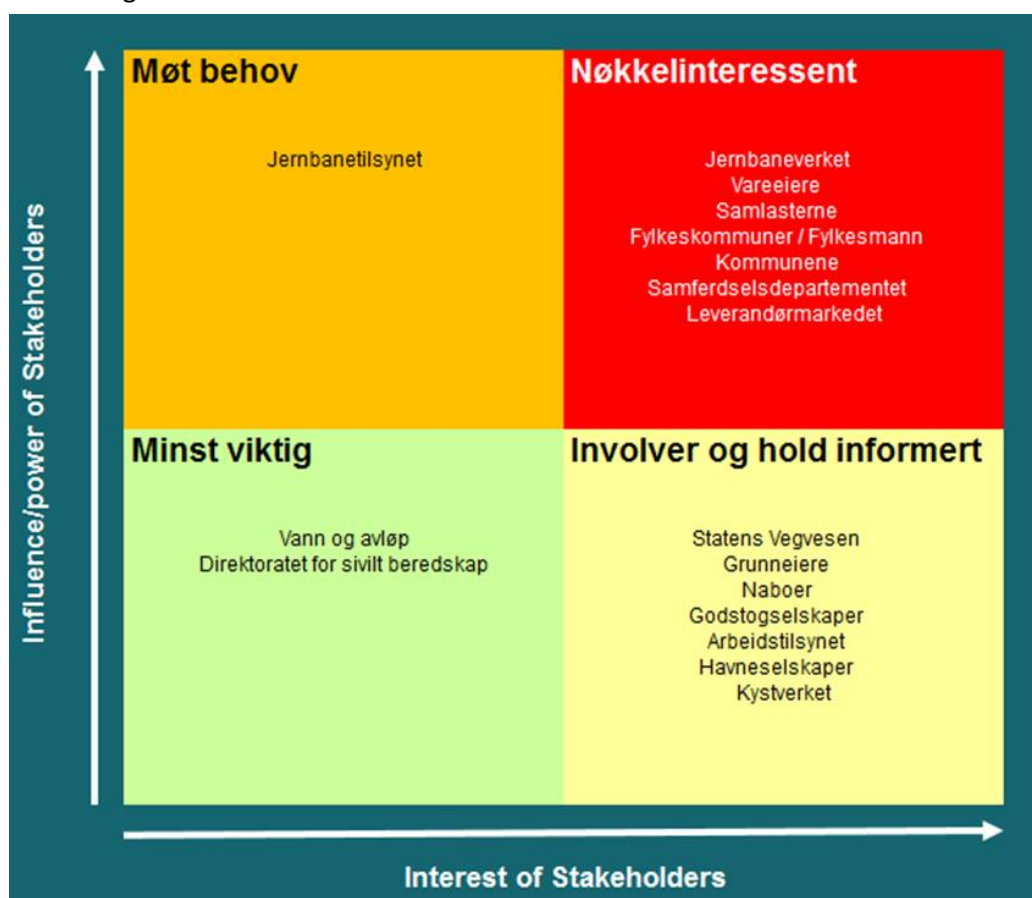 Møt behov
Jernbanetilsynet
Nøkkelinteressent
Jernbaneverket
Vareeiere
Samlasterne
Fylkeskommuner / Fylkesmann
Kommunene
Samferdselsdepartementet
Leverandørmarkedet
Minst viktig
Vann og avløp
Direktoratet for sivilt beredskap
Involver og hold informert
Statens Vegvesen
Grunneiere
Naboer
Godstogselskaper
Arbeidstilsynet
Havneselskaper
Kystverket
Influence/power of Stakeholders
Interest of Stakeholders